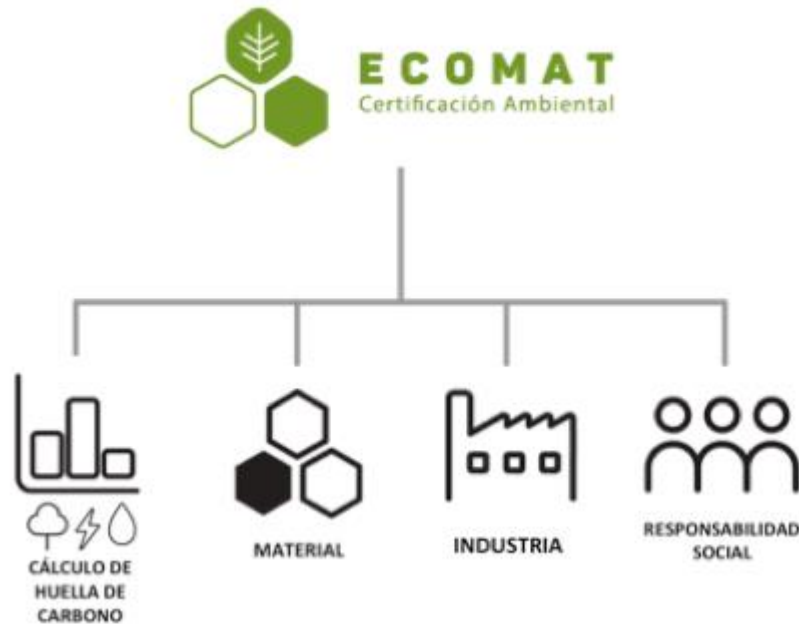 ECOMAT
Certificación Ambiental
CÁLCULO DE
HUELLA DE
CARBONO
MATERIAL
INDUSTRIA
RESPONSABILIDAD
SOCIAL